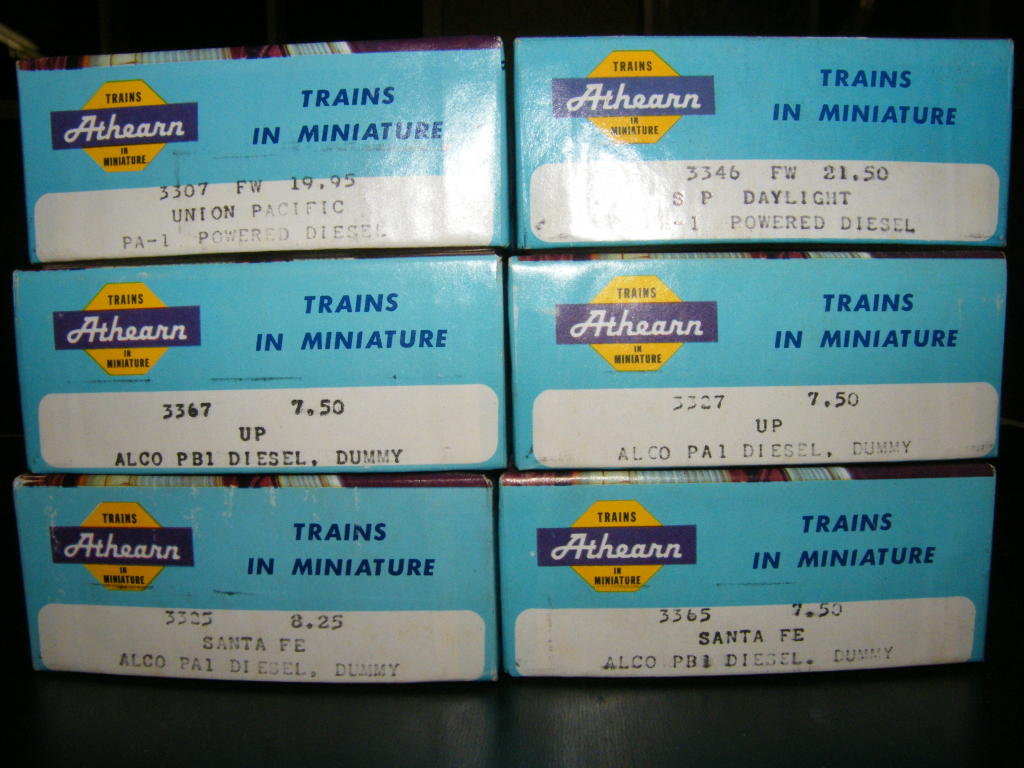 TRAINS
Athearn
IN
MINIATURE
TRAINS
IN MINIATURE
3307 FW 19.95
UNION PACIFIC
PA-1 POWERED DIESEL
TRAINS
Athearn
IN
MINIATURE
TRAINS
IN MINIATURE
3346 FW 21.50
S P DAYLIGHT
-1 POWERED DIESEL
TRAINS
Athearn
IN
MINIATURE
TRAINS
IN MINIATURE
3367 7.50
UP
ALCO PB1 DIESEL, DUMMY
TRAINS
Athearn
IN
MINIATURE
TRAINS
IN MINIATURE
3327 7.50
UP
ALCO PA1 DIESEL, DUMMY
TRAINS
Athearn
IN
MINIATURE
TRAINS
IN MINIATURE
3325 8.25
SANTA FE
ALCO PA1 DIESEL, DUMMY
TRAINS
Athearn
IN
MINIATURE
TRAINS
IN MINIATURE
3365 7.50
SANTA FE
ALCO PB1 DIESEL, DUMMY